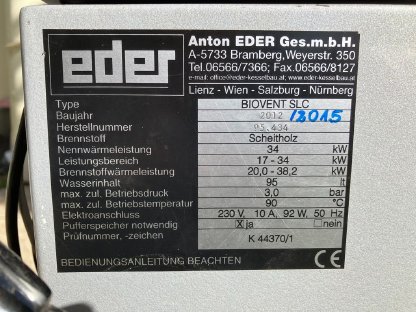 eder
Anton EDER Ges.m.b.H.
A-5733 Bramberg, Weyerstr. 350
Tel.06566/7366; Fax.06566/8127
e-mail: office@eder-kesselbau.at; www.eder-kesselbau.at
Lienz - Wien - Salzburg - Nürnberg
Type BIOVENT SLC
Baujahr 2012 /2015
Herstellnummer 95.434
Brennstoff Scheitholz
Nennwärmeleistung 34 kW
Leistungsbereich 17 - 34 kW
Brennstoffwärmeleistung 20,0 - 38,2 kW
Wasserinhalt 95 lt
max. zul. Betriebsdruck 3,0 bar
max. zul. Betriebstemperatur 90 °C
Elektroanschluss 230 V, 10 A, 92 W, 50 Hz
Pufferspeicher notwendig X ja nein
Prüfnummer, -zeichen K 44370/1
BEDIENUNGSANLEITUNG BEACHTEN CE